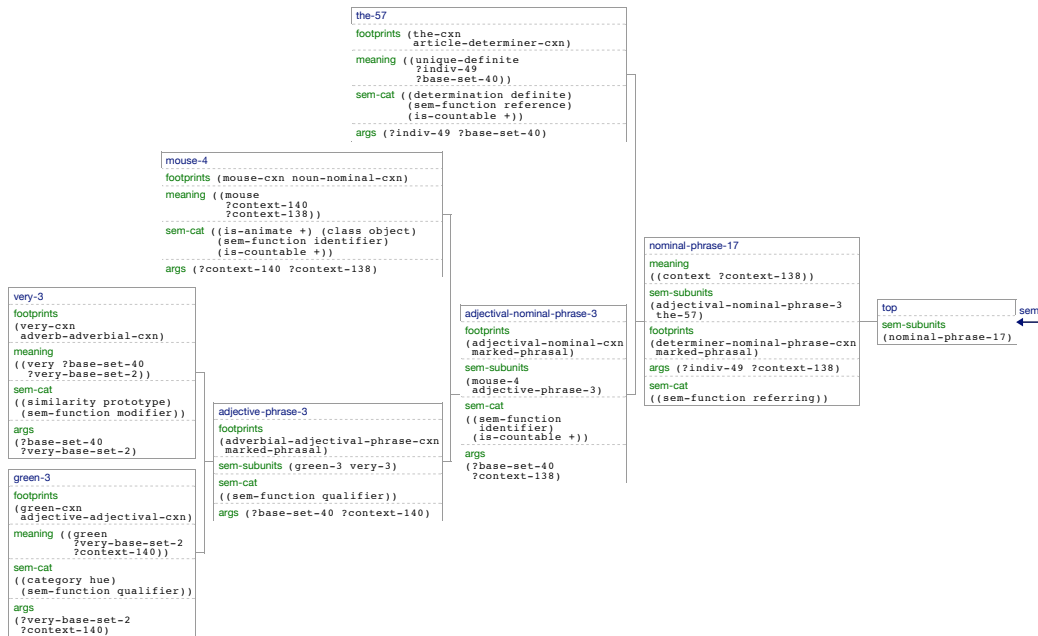 the-57
footprints (the-cxn
article-determiner-cxn)
meaning ((unique-definite
?indiv-49
?base-set-40))
sem-cat ((determination definite)
(sem-function reference)
(is-countable +))
args (?indiv-49 ?base-set-40)
mouse-4
footprints (mouse-cxn noun-nominal-cxn)
meaning ((mouse
?context-140
?context-138))
sem-cat ((is-animate +) (class object)
(sem-function identifier)
(is-countable +))
args (?context-140 ?context-138)
very-3
footprints
(very-cxn
adverb-adverbial-cxn)
meaning
((very ?base-set-40
?very-base-set-2))
sem-cat
((similarity prototype)
(sem-function modifier))
args
(?base-set-40
?very-base-set-2)
green-3
footprints
(green-cxn
adjective-adjectival-cxn)
meaning ((green
?very-base-set-2
?context-140))
sem-cat
((category hue)
(sem-function qualifier))
args
(?very-base-set-2
?context-140)
adjective-phrase-3
footprints
(adverbial-adjectival-phrase-cxn
marked-phrasal)
sem-subunits (green-3 very-3)
sem-cat
((sem-function qualifier))
args (?base-set-40 ?context-140)
adjectival-nominal-phrase-3
footprints
(adjectival-nominal-cxn
marked-phrasal)
sem-subunits
(mouse-4
adjective-phrase-3)
sem-cat
((sem-function
identifier)
(is-countable +))
args
(?base-set-40
?context-138)
nominal-phrase-17
meaning
((context ?context-138))
sem-subunits
(adjectival-nominal-phrase-3
the-57)
footprints
(determiner-nominal-phrase-cxn
marked-phrasal)
args (?indiv-49 ?context-138)
sem-cat
((sem-function referring))
top
sem-subunits
(nominal-phrase-17)
sem